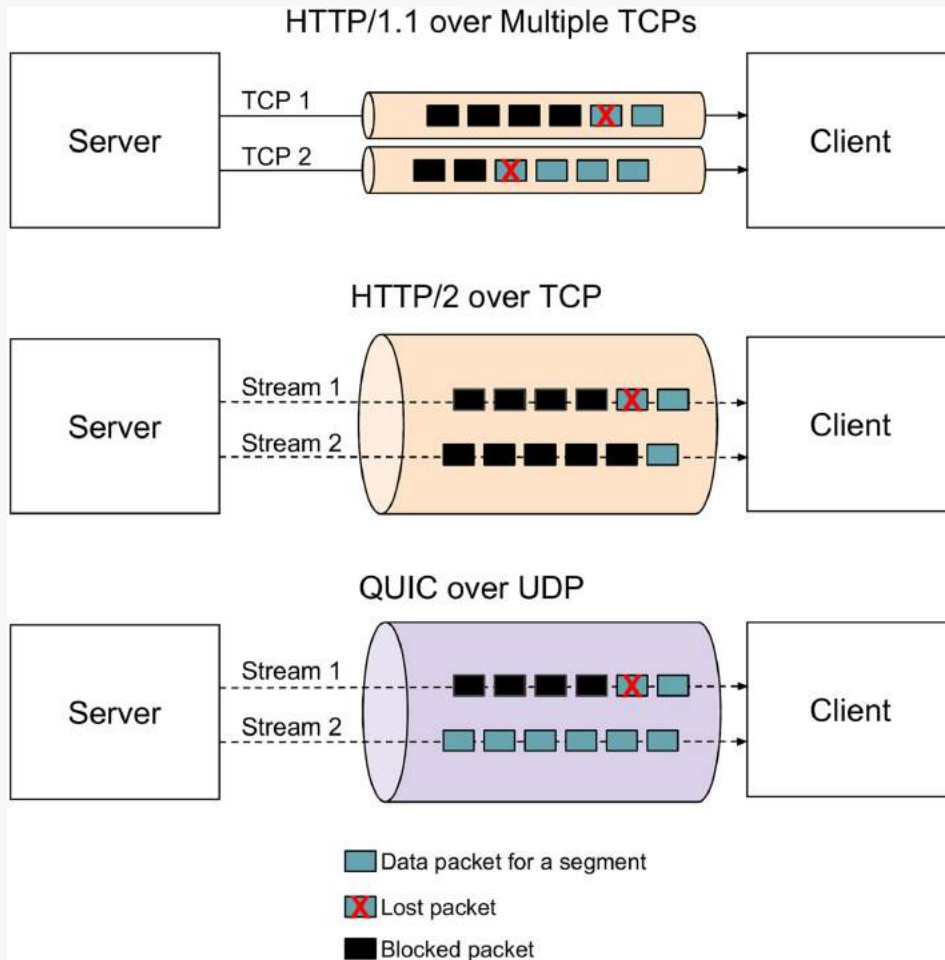 HTTP/1.1 over Multiple TCPs
Server
TCP 1
TCP 2
Client
HTTP/2 over TCP
Server
Stream 1
Stream 2
Client
QUIC over UDP
Server
Stream 1
Stream 2
Client
Data packet for a segment
X Lost packet
Blocked packet